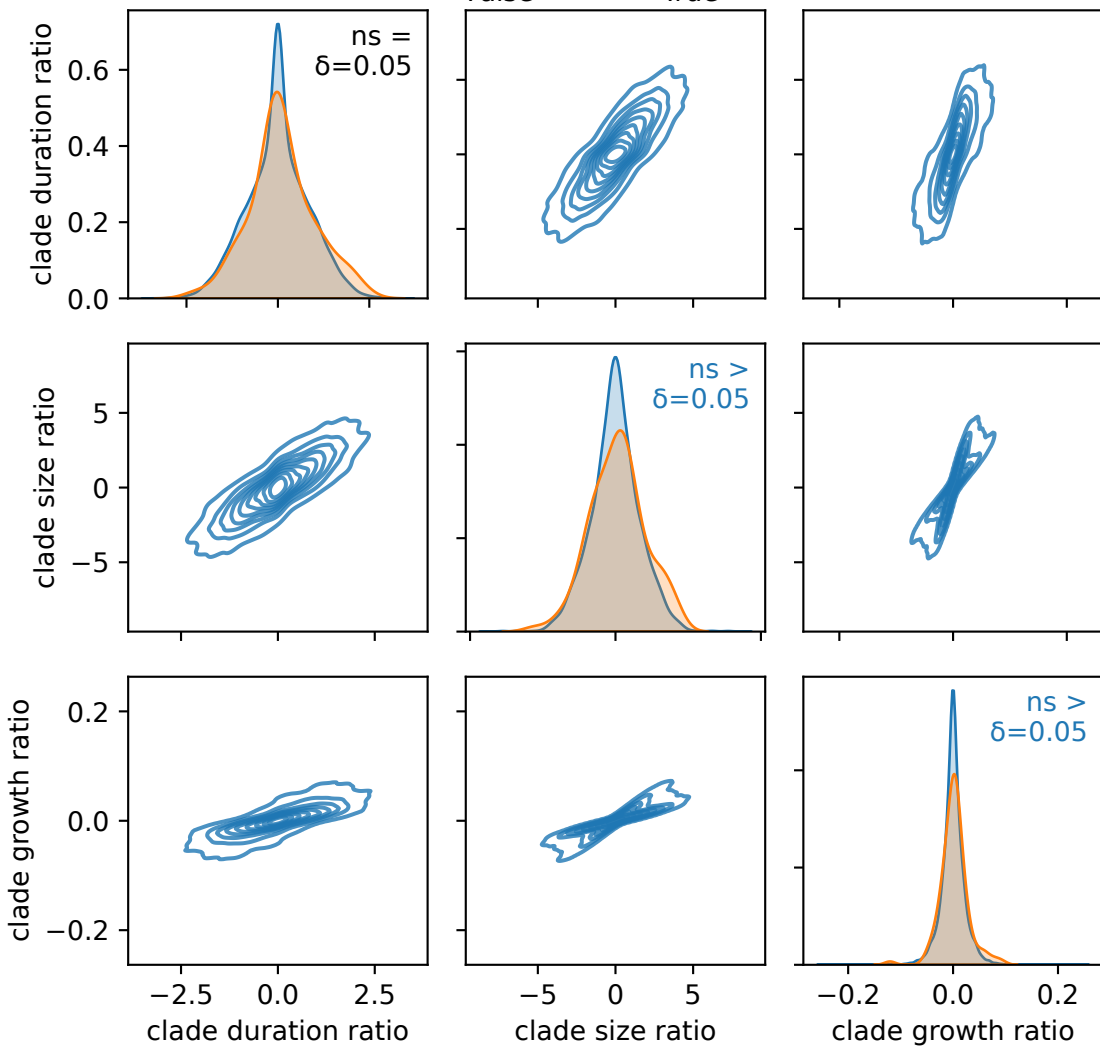 clade duration ratio
0.6
0.4
0.2
0.0
ns =
δ=0.05
clade size ratio
5
0
−5
ns >
δ=0.05
clade growth ratio
0.2
0.0
−0.2
ns >
δ=0.05
−2.5 0.0 2.5
clade duration ratio
−5 0 5
clade size ratio
−0.2 0.0 0.2
clade growth ratio